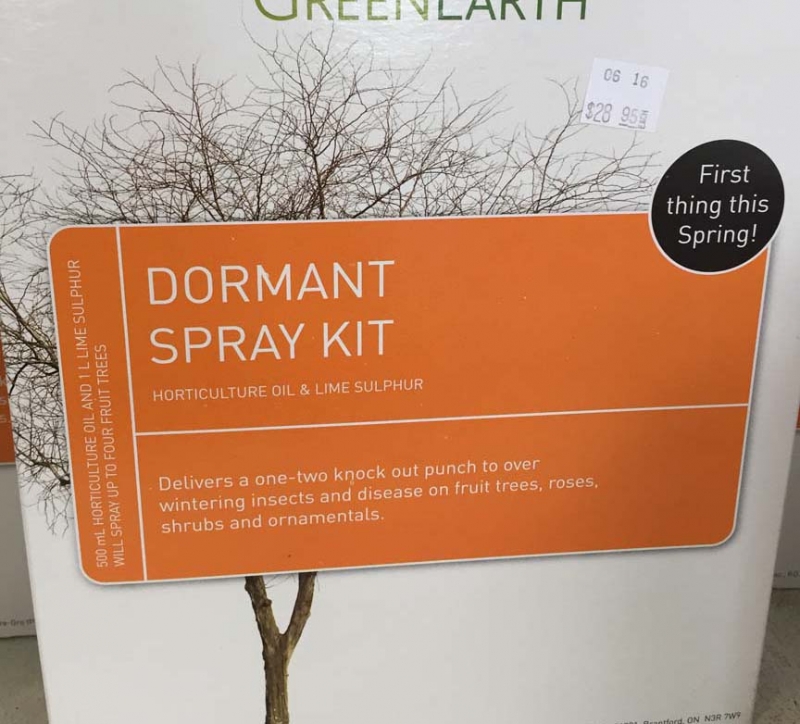 GREENEARTH
06 16
$28 95
First
thing this
Spring!
500 mL HORTICULTURE OIL AND 1 L LIME SULPHUR
WILL SPRAY UP TO FOUR FRUIT TREES
DORMANT
SPRAY KIT
HORTICULTURE OIL & LIME SULPHUR
Delivers a one-two knock out punch to over
wintering insects and disease on fruit trees, roses,
shrubs and ornamentals.
Brantford, ON N3R 7W9